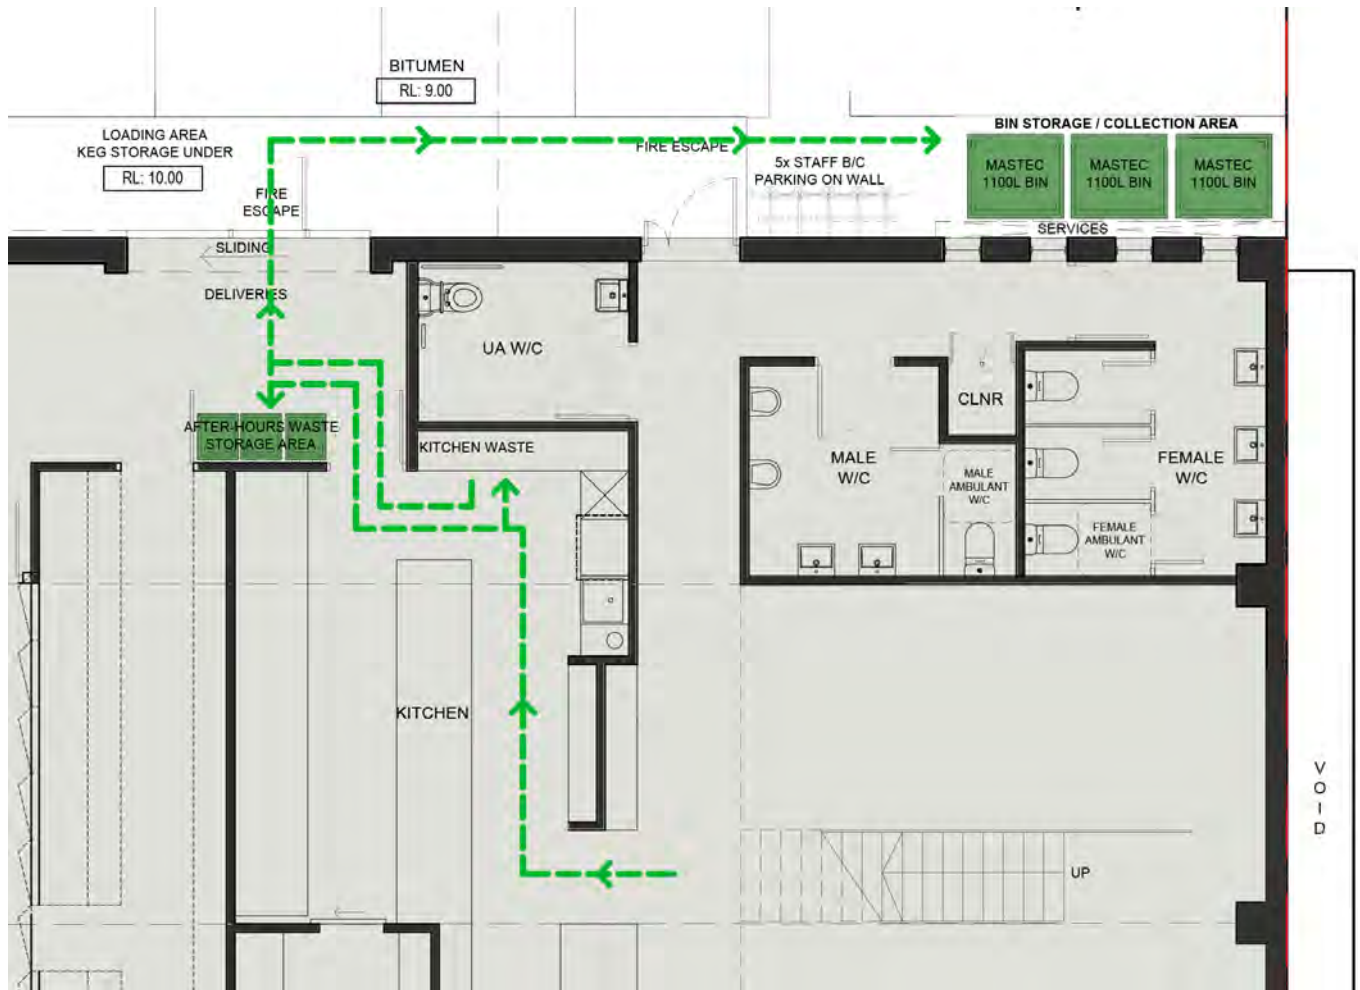 BITUMEN
RL: 9.00
LOADING AREA
KEG STORAGE UNDER
RL: 10.00
FIRE
ESCAPE
FIRE ESCAPE
5x STAFF B/C
PARKING ON WALL
BIN STORAGE / COLLECTION AREA
MASTEC
1100L BIN
MASTEC
1100L BIN
MASTEC
1100L BIN
SERVICES
SLIDING
DELIVERIES
UA W/C
CLNR
AFTER-HOURS WASTE
STORAGE AREA
KITCHEN WASTE
MALE
W/C
MALE
AMBULANT
W/C
FEMALE
W/C
FEMALE
AMBULANT
W/C
KITCHEN
UP
VOID